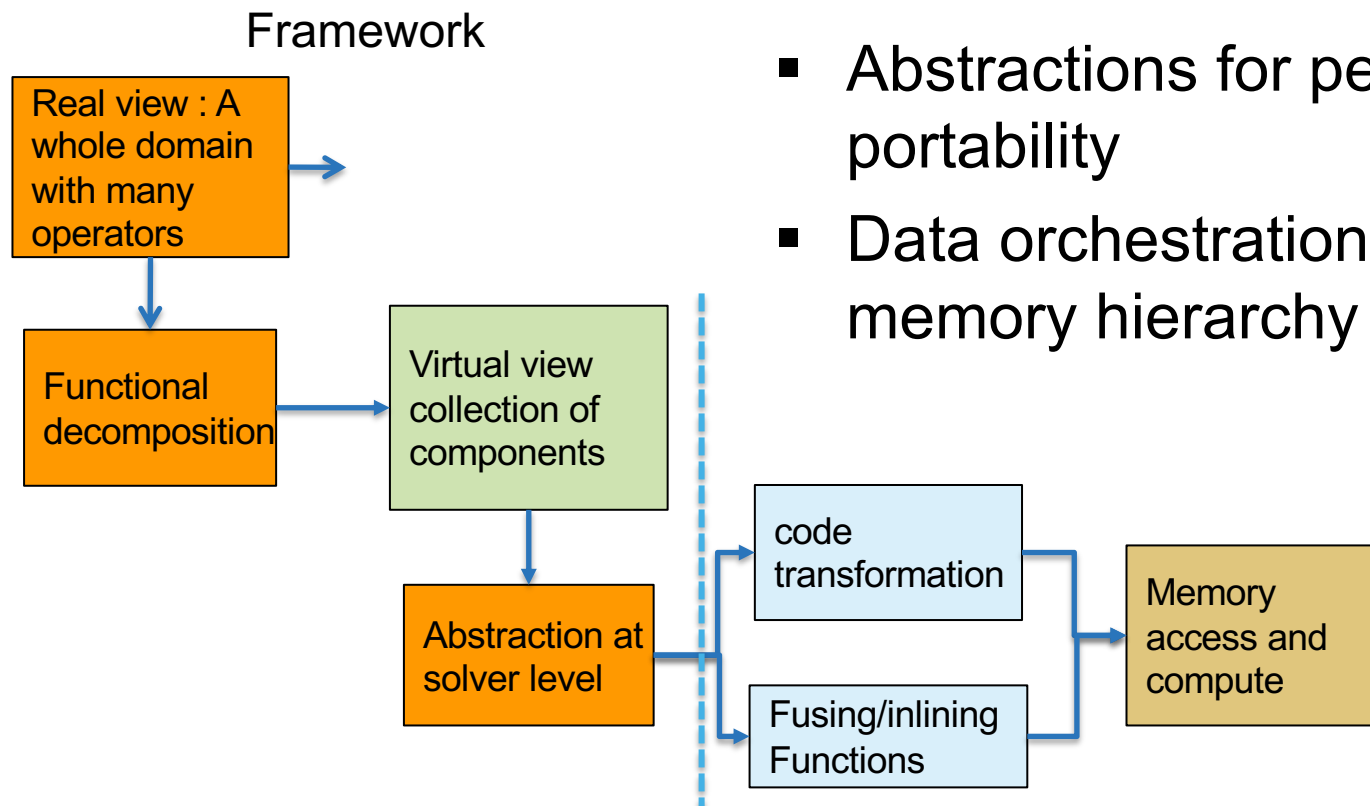 Framework
Real view : A
whole domain
with many
operators
Functional
decomposition
Virtual view
collection of
components
Abstraction at
solver level
▪ Abstractions for pe
portability
▪ Data orchestration
memory hierarchy
code
transformation
Fusing/inlining
Functions
Memory
access and
compute